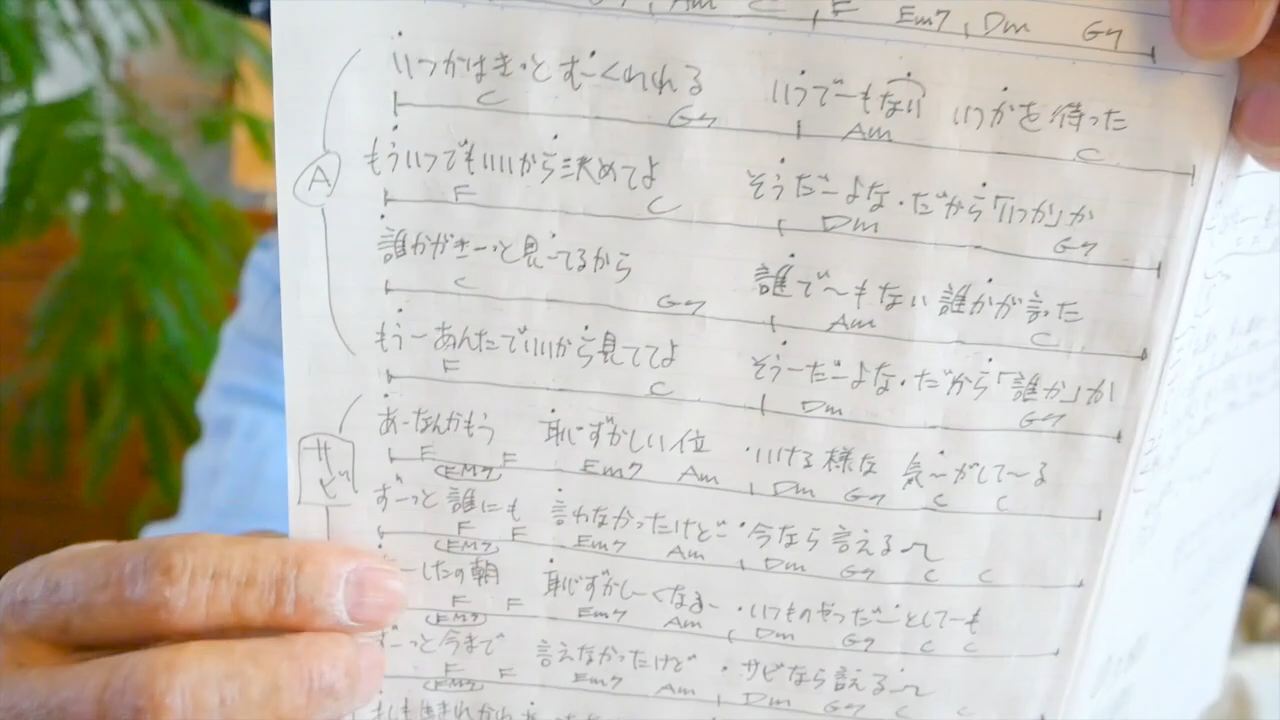 Am C F Em7 Dm G7
いつかはきっとすーくわれる いつでーもない いつかを待った
C G7 Am C
A
もういつでもいいから決めてよ そうだーよな・だから「いつか」か
F C Dm G7
誰かがきーっと見ーてるから 誰で〜もない 誰かが言った
C G7 Am C
もうーあんたでいいから見ててよ そうーだーよな・だから「誰か」か
F C Dm G7
あーなんかもう 恥ずかしい位 ・いける様な 気〜がして〜る
サビ
F (EM7) F Em7 Am Dm G7 C C
ずーっと誰にも 言わなかったけど・今なら言える〜
F (EM7) F Em7 Am Dm G7 C C
ーしたの朝 恥ずかしーくなる〜 ・いつものやつだーとしてーも
F (EM7) F Em7 Am Dm G7 C C
ずーっと今まで 言えなかったけど ・サビなら言える〜
F (EM7) F Em7 Am Dm G7 C C